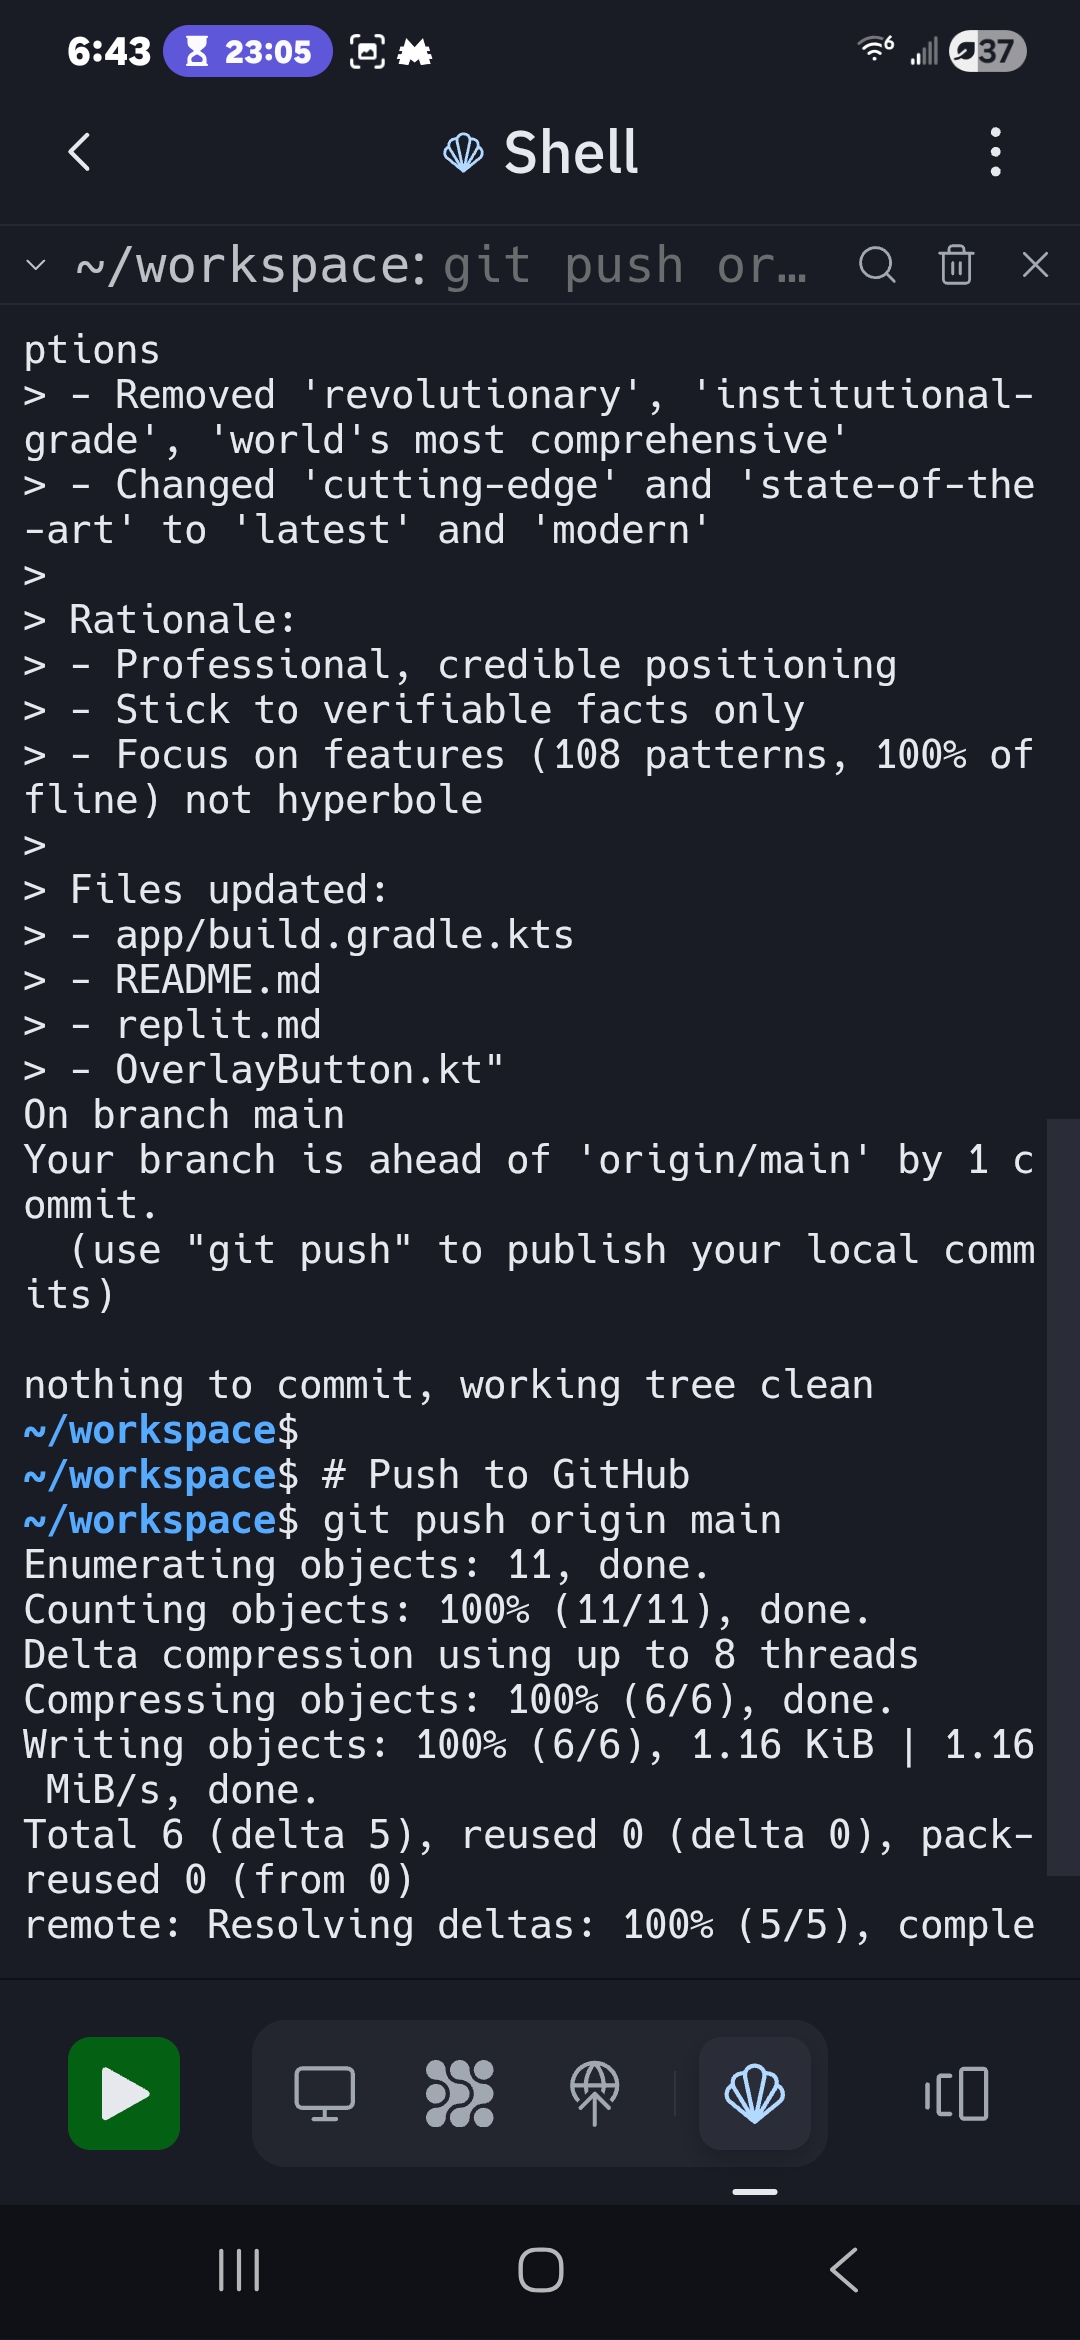 6:43 23:05 6 37
Shell
~/workspace: git push or…
ptions
> - Removed 'revolutionary', 'institutional-
grade', 'world's most comprehensive'
> - Changed 'cutting-edge' and 'state-of-the
-art' to 'latest' and 'modern'
>
> Rationale:
> - Professional, credible positioning
> - Stick to verifiable facts only
> - Focus on features (108 patterns, 100% of
fline) not hyperbole
>
> Files updated:
> - app/build.gradle.kts
> - README.md
> - replit.md
> - OverlayButton.kt"
On branch main
Your branch is ahead of 'origin/main' by 1 c
ommit.
  (use "git push" to publish your local comm
its)

nothing to commit, working tree clean
~/workspace$
~/workspace$ # Push to GitHub
~/workspace$ git push origin main
Enumerating objects: 11, done.
Counting objects: 100% (11/11), done.
Delta compression using up to 8 threads
Compressing objects: 100% (6/6), done.
Writing objects: 100% (6/6), 1.16 KiB | 1.16
 MiB/s, done.
Total 6 (delta 5), reused 0 (delta 0), pack-
reused 0 (from 0)
remote: Resolving deltas: 100% (5/5), comple